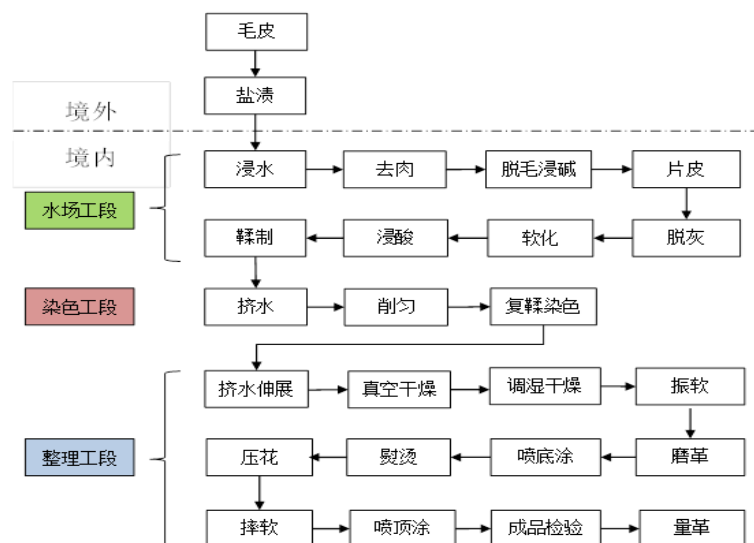 毛皮
盐渍
境外
境内
浸水 去肉 脱毛浸碱 片皮
水场工段
鞣制 浸酸 软化 脱灰
染色工段
挤水 削匀 复鞣染色
挤水伸展 真空干燥 调湿干燥 振软
整理工段
压花 熨烫 喷底涂 磨革
摔软 喷顶涂 成品检验 量革